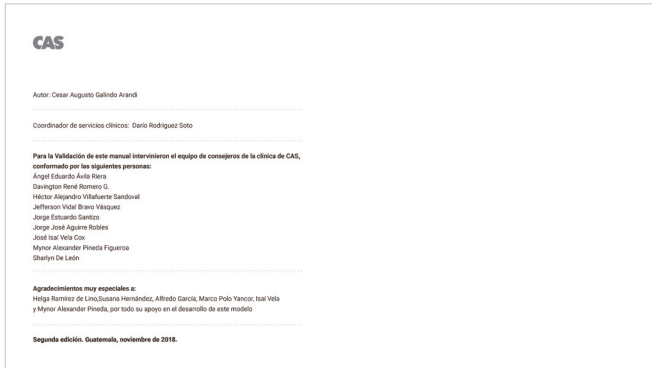 CAS
Autor: Cesar Augusto Galindo Arandi
Coordinador de servicios clínicos: Darío Rodriguez Soto
Para la Validación de este manual intervinieron el equipo de consejeros de la clínica de CAS,
conformado por las siguientes personas:
Ángel Eduardo Ávila Riera
Davington René Romero G.
Héctor Alejandro Villafuerte Sandoval
Jefferson Vidal Bravo Vásquez
Jorge Estuardo Santizo
Jorge José Aguirre Robles
José Isaí Vela Cox
Mynor Alexander Pineda Figueroa
Sharlyn De León
Agradecimientos muy especiales a:
Helga Ramírez de Lino,Susana Hernández, Alfredo García, Marco Polo Yancor, Isaí Vela
y Mynor Alexander Pineda, por todo su apoyo en el desarrollo de este modelo
Segunda edición. Guatemala, noviembre de 2018.